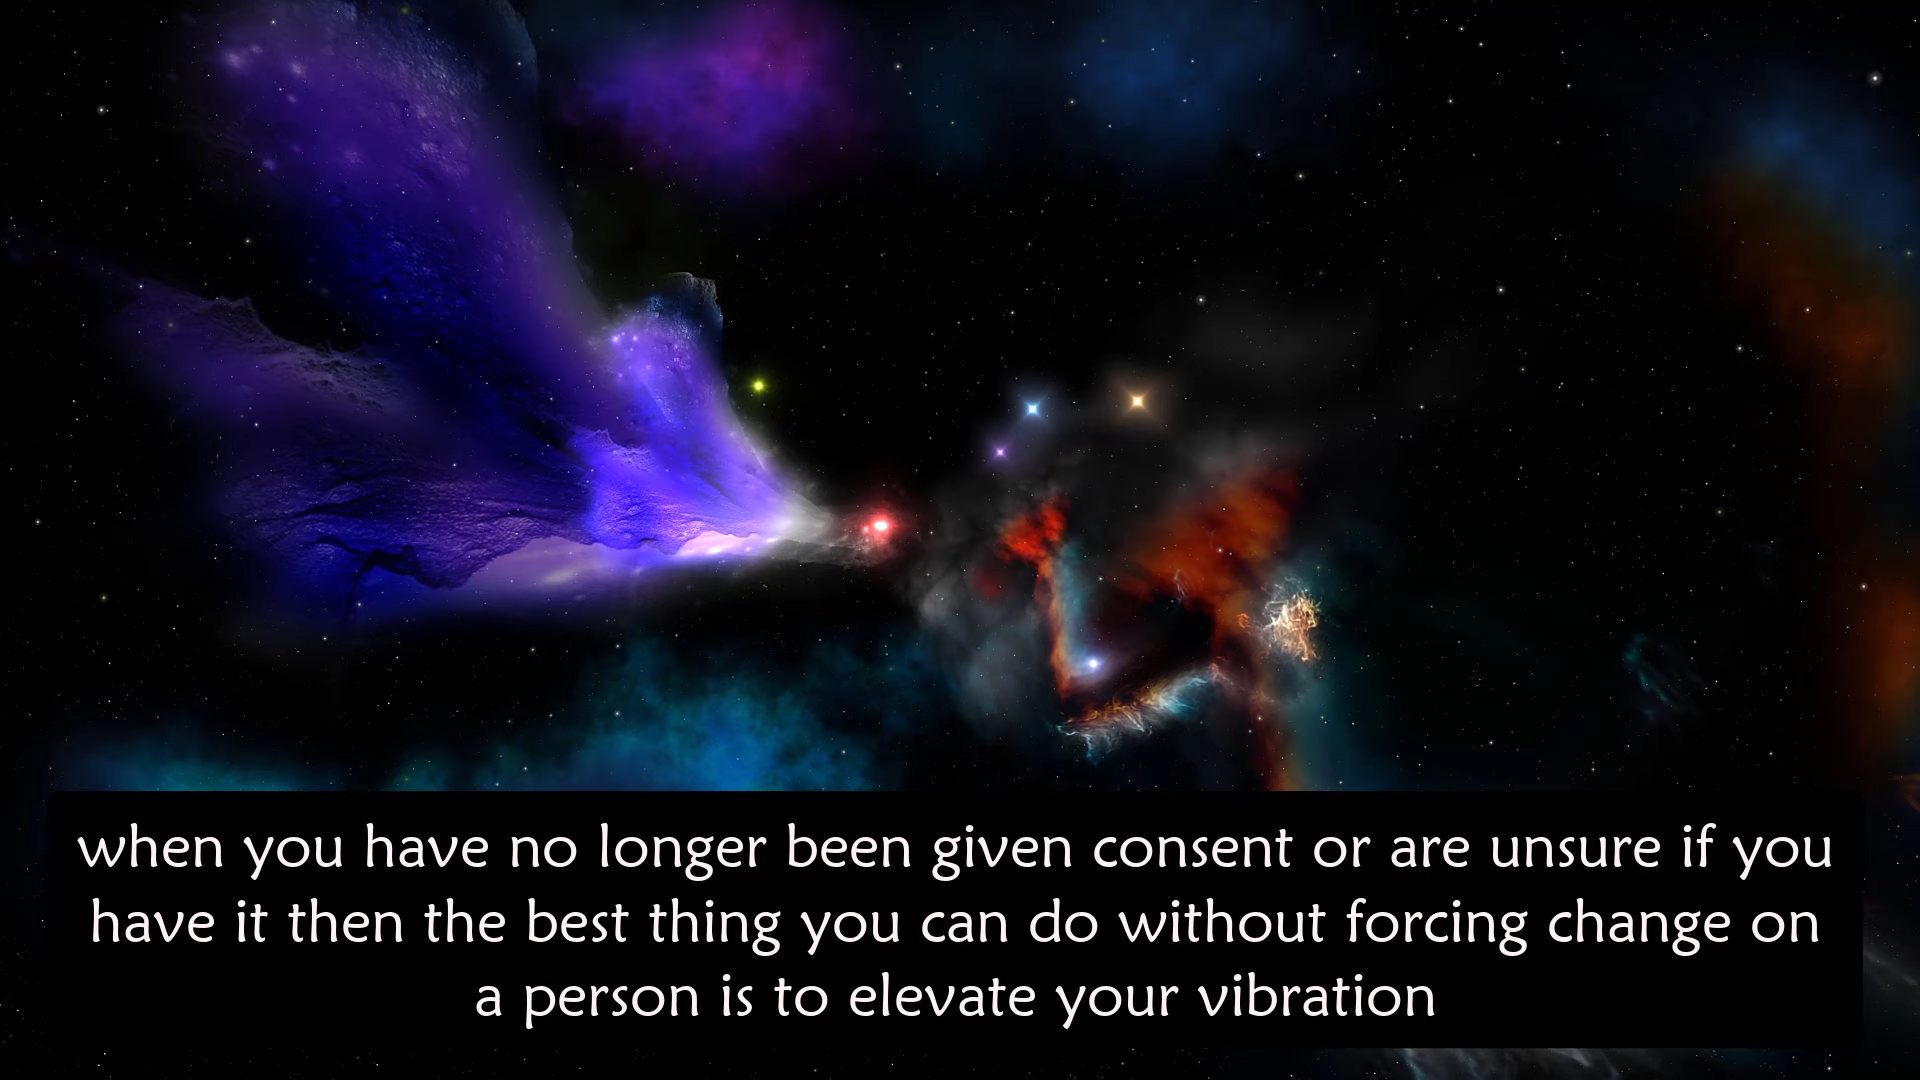 when you have no longer been given consent or are unsure if you
have it then the best thing you can do without forcing change on
a person is to elevate your vibration